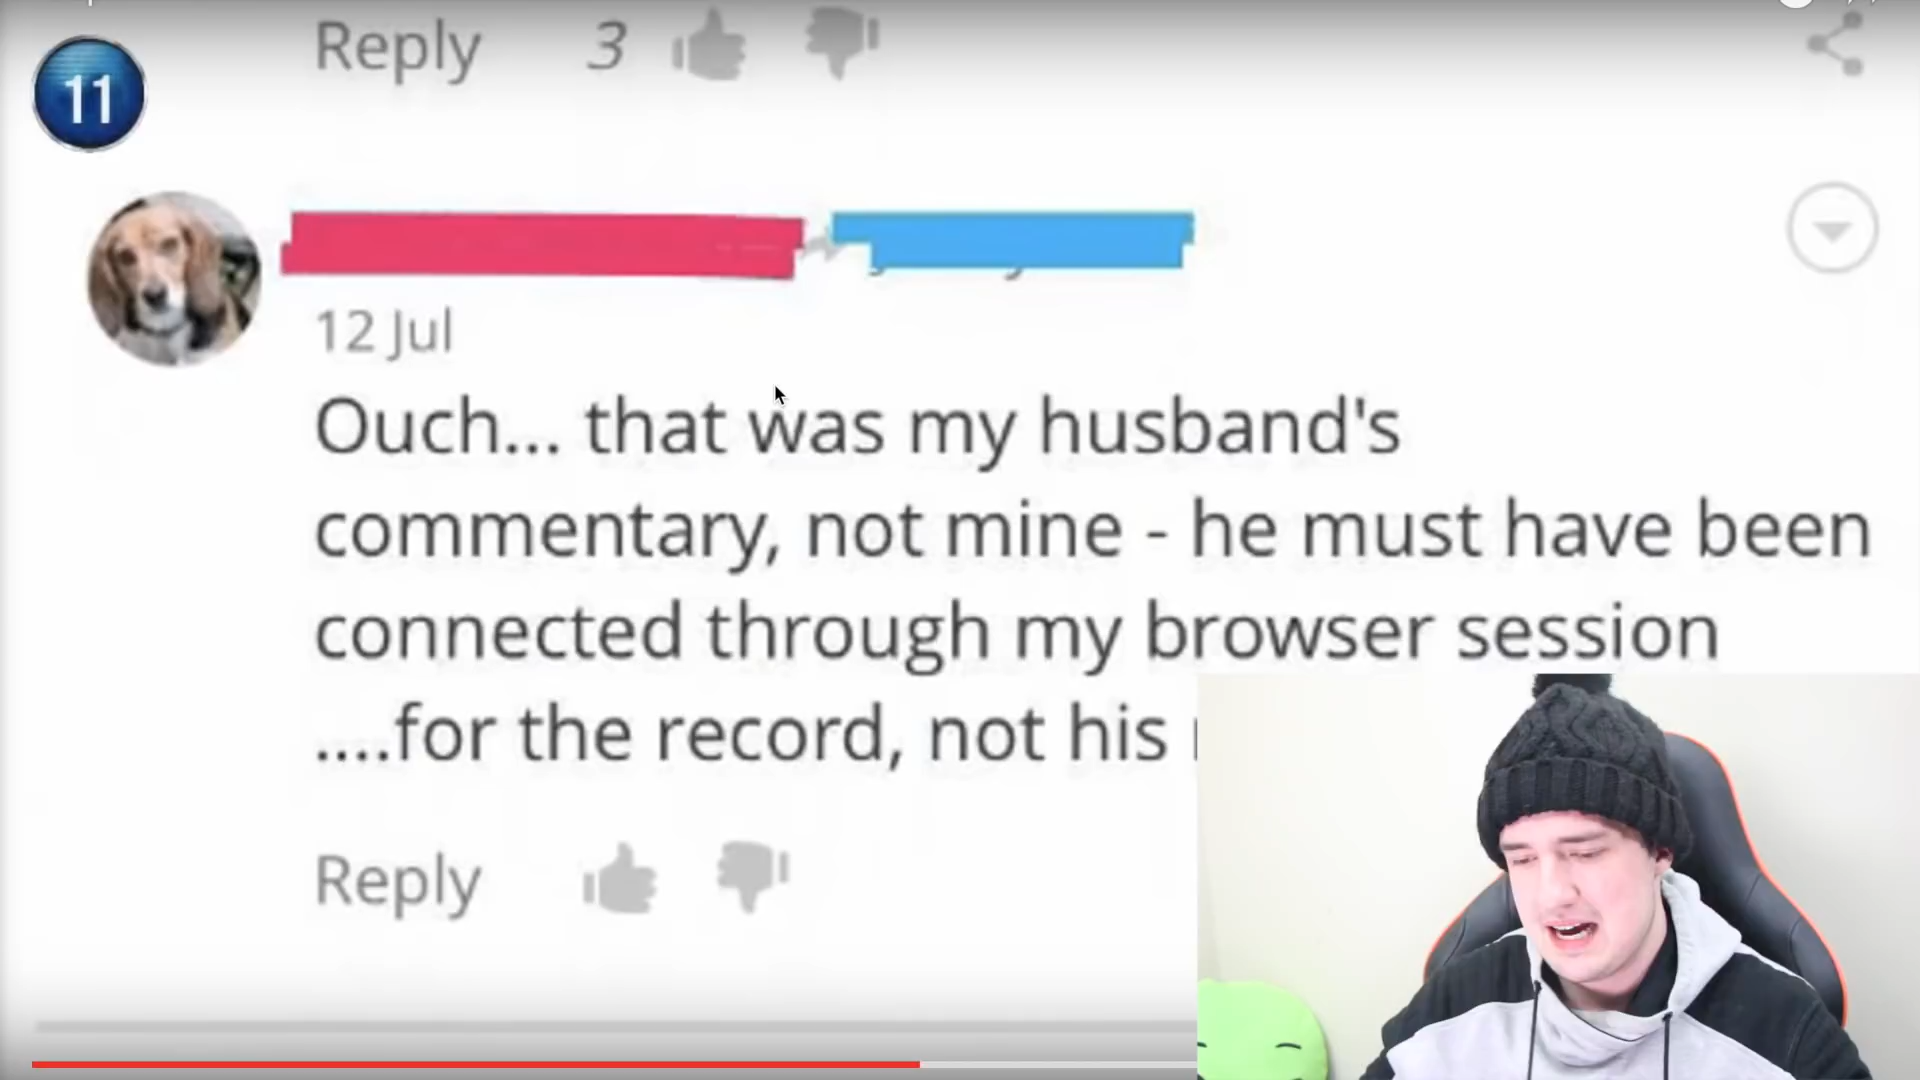 Reply 3
11
12 Jul
Ouch... that was my husband's
commentary, not mine - he must have been
connected through my browser session
....for the record, not his
Reply